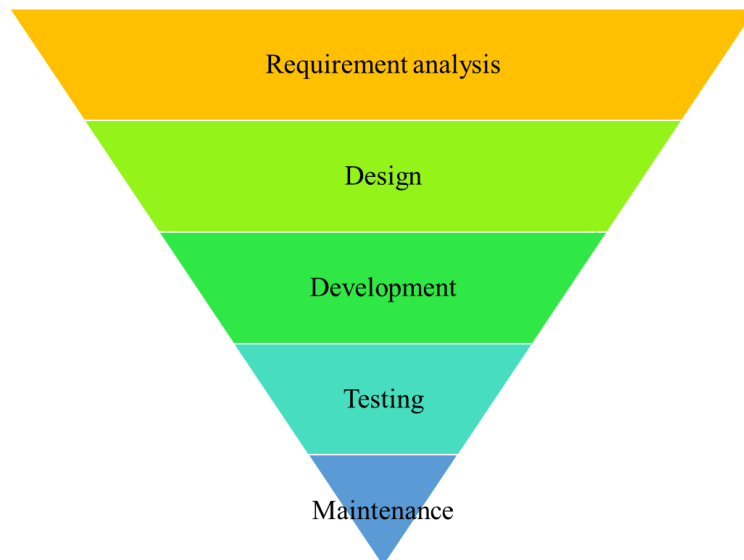 Requirement analysis
Design
Development
Testing
Maintenance